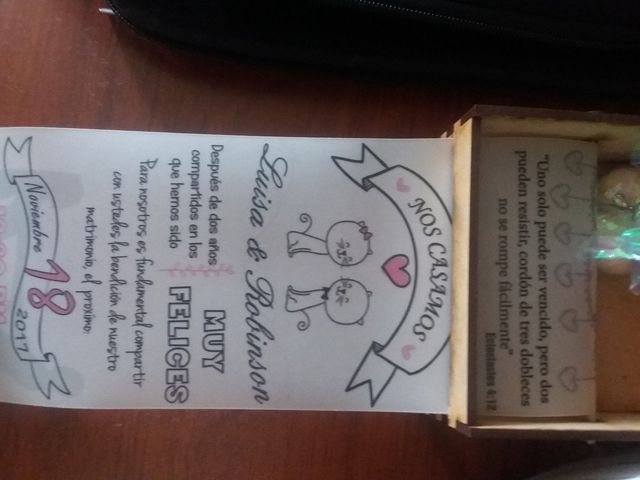 "Uno solo puede ser vencido, pero dos
pueden resistir, cordón de tres dobleces
no se rompe fácilmente"
Eclesiastés 4:12
NOS CASAMOS
Luisa & Robinson
Después de dos años
compartidos en los
que hemos sido
MUY
FELICES
Para nosotros es fundamental compartir
con ustedes la bendición de nuestro
matrimonio, el próximo:
Noviembre
18
2017